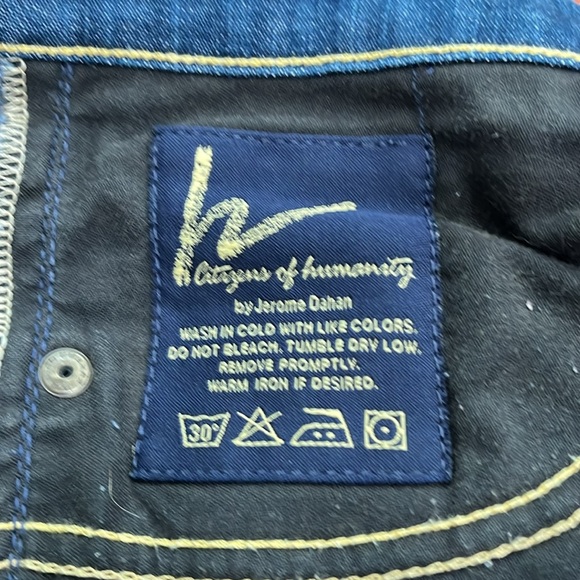 h
Citizens of humanity
by Jerome Dahan
WASH IN COLD WITH LIKE COLORS.
DO NOT BLEACH. TUMBLE DRY LOW.
REMOVE PROMPTLY.
WARM IRON IF DESIRED.
30°